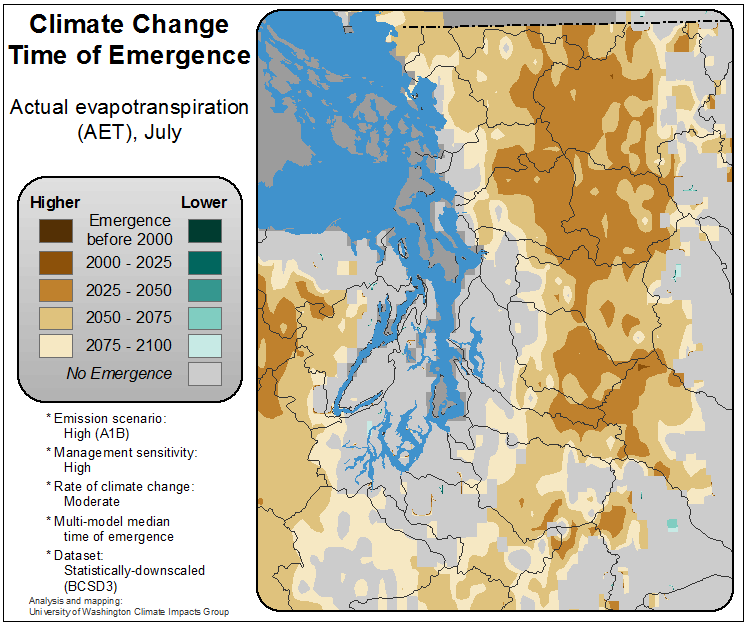 Climate Change
Time of Emergence
Actual evapotranspiration
(AET), July
Higher Lower
Emergence
before 2000
2000 - 2025
2025 - 2050
2050 - 2075
2075 - 2100
No Emergence
* Emission scenario:
High (A1B)
* Management sensitivity:
High
* Rate of climate change:
Moderate
* Multi-model median
time of emergence
* Dataset:
Statistically-downscaled
(BCSD3)
Analysis and mapping:
University of Washington Climate Impacts Group